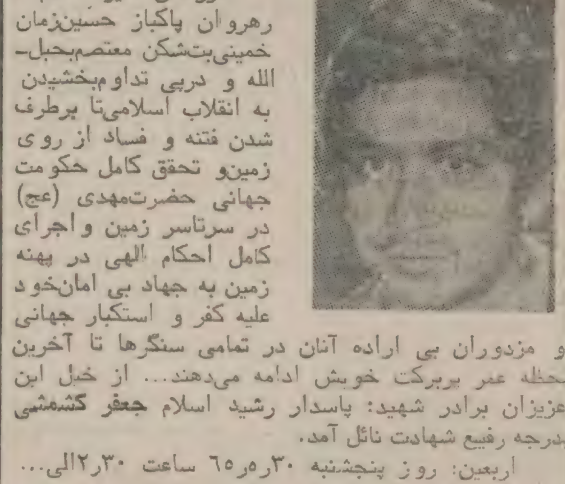 رهروان پاکباز حسین‌زمان
خمینی‌بت‌شکن معتصم‌بحبل‌ـ
الله و درپی تداوم‌بخشیدن
به انقلاب اسلامی‌تا برطرف
شدن فتنه و فساد از روی
زمین‌و تحقق کامل حکومت
جهانی حضرت‌مهدی (عج)
در سرتاسر زمین و اجرای
کامل احکام الهی در پهنه
زمین به جهاد بی امان‌خود
علیه کفر و استکبار جهانی
و مزدوران بی اراده آنان در تمامی سنگرها تا آخرین
لحظه عمر پربرکت خویش ادامه می‌دهند... از خیل این
عزیزان برادر شهید: پاسدار رشید اسلام جعفر گشمشی
بدرجه رفیع شهادت نائل آمد.
اربعین: روز پنجشنبه ۳۰ر۵ر۶۵ ساعت ۳۰ر۲الی...